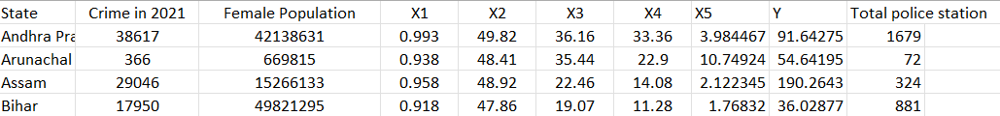 State Crime in 2021 Female Population X1 X2 X3 X4 X5 Y Total police station
Andhra Pra 38617 42138631 0.993 49.82 36.16 33.36 3.984467 91.64275 1679
Arunachal 366 669815 0.938 48.41 35.44 22.9 10.74924 54.64195 72
Assam 29046 15266133 0.958 48.92 22.46 14.08 2.122345 190.2643 324
Bihar 17950 49821295 0.918 47.86 19.07 11.28 1.76832 36.02877 881